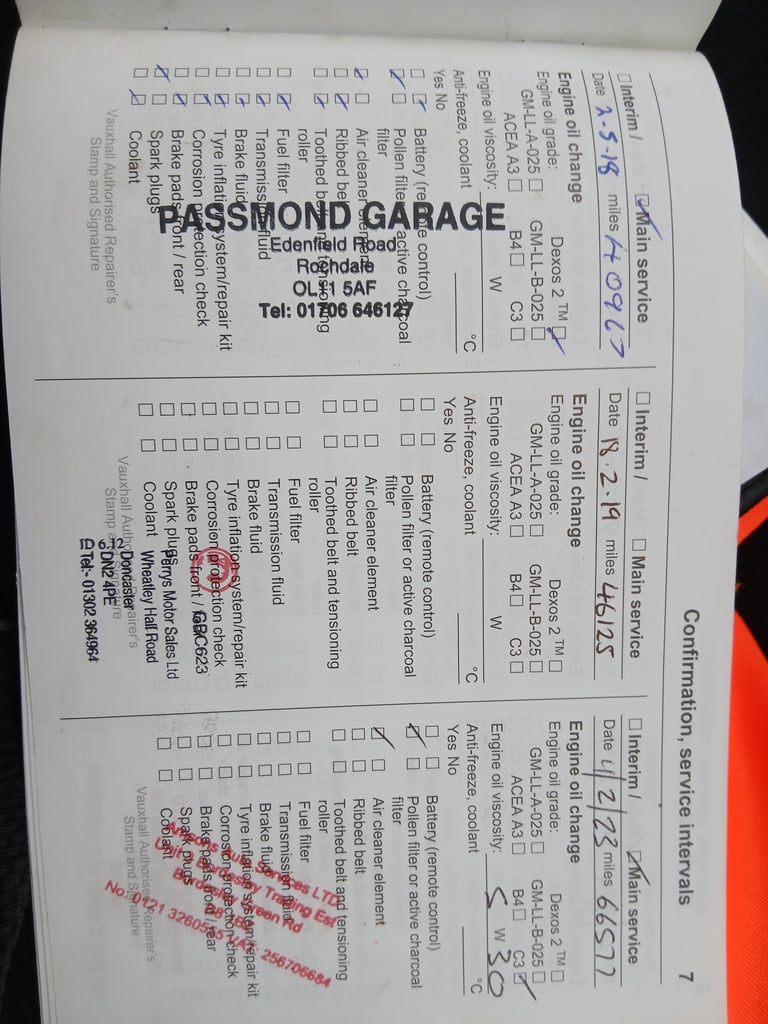 Confirmation, service intervals
7
Interim / Main service
Date 2-5-18 miles 40967
Engine oil change
Engine oil grade: Dexos 2 ™
GM-LL-A-025 GM-LL-B-025
ACEA A3 B4 C3
Engine oil viscosity: W
Anti-freeze, coolant °C
Yes No
Battery (remote control)
Pollen filter or active charcoal
filter
Air cleaner element
Ribbed belt
Toothed belt and tensioning
roller
Fuel filter
Transmission fluid
Brake fluid
Tyre inflation system/repair kit
Corrosion protection check
Brake pads front / rear
Spark plugs
Coolant
PASSMOND GARAGE
Edenfield Road
Rochdale
OL 5AF
Tel: 01706 646127
Vauxhall Authorised Repairer's
Stamp and Signature
Interim / Main service
Date 18.2.19 miles 46125
Engine oil change
Engine oil grade: Dexos 2 ™
GM-LL-A-025 GM-LL-B-025
ACEA A3 B4 C3
Engine oil viscosity: W
Anti-freeze, coolant °C
Yes No
Battery (remote control)
Pollen filter or active charcoal
filter
Air cleaner element
Ribbed belt
Toothed belt and tensioning
roller
Fuel filter
Transmission fluid
Brake fluid
Tyre inflation system/repair kit
Corrosion protection check
Brake pads front /
Spark plugs
Coolant
GBC623
Perrys Motor Sales Ltd
Wheatley Hall Road
Doncaster
DN2 4PE
Tel:- 01302 364964
Vauxhall Authorised Repairer's
Stamp and Signature
Interim / Main service
Date 4/2/23 miles 66577
Engine oil change
Engine oil grade: Dexos 2 ™
GM-LL-A-025 GM-LL-B-025
ACEA A3 B4 C3
Engine oil viscosity: 5 W 30
Anti-freeze, coolant °C
Yes No
Battery (remote control)
Pollen filter or active charcoal
filter
Air cleaner element
Ribbed belt
Toothed belt and tensioning
roller
Fuel filter
Transmission fluid
Brake fluid
Tyre inflation system/repair kit
Corrosion protection check
Brake pads front / rear
Spark plugs
Coolant
Services LTD
Trading Est
Green Rd
No. 0121 256706684
Vauxhall Authorised Repairer's
Stamp and Signature